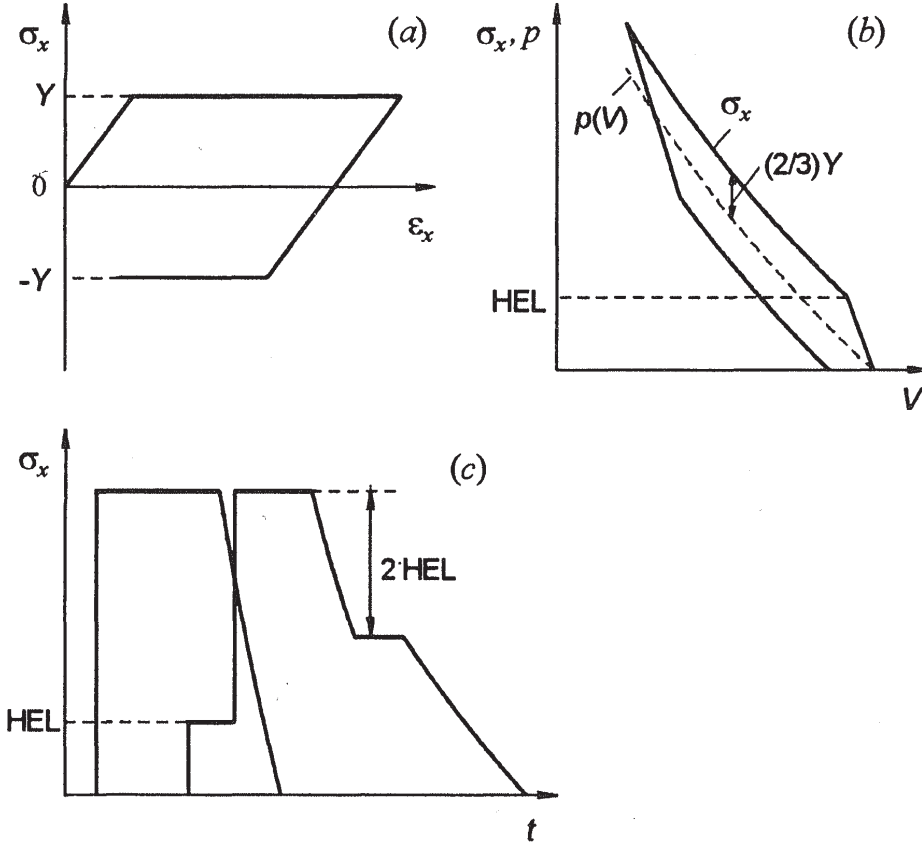 σx
(a)
Y
0
εx
-Y
σx, p
(b)
p(V)
σx
(2/3)Y
HEL
V
σx
(c)
2·HEL
HEL
t